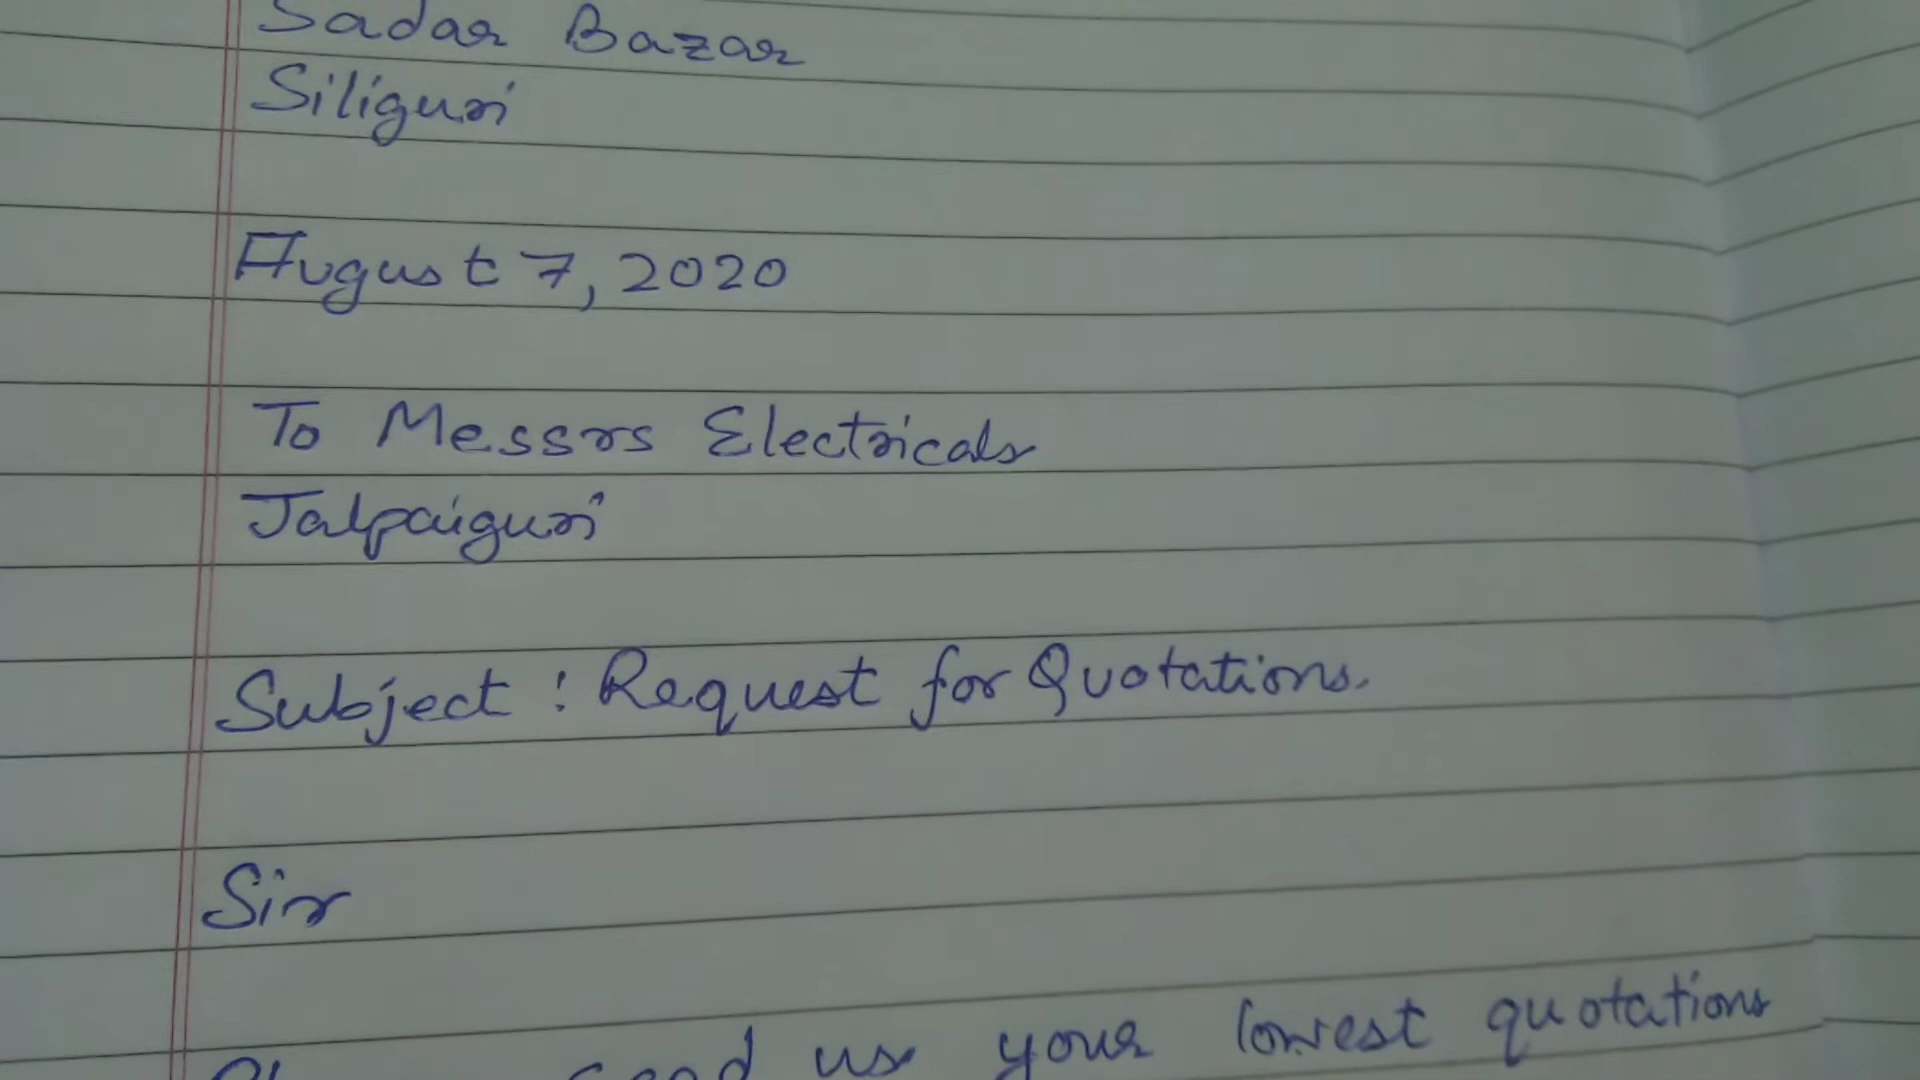 Sadar Bazar
Siliguri
August 7, 2020
To Messrs Electricals
Jalpaiguri
Subject : Request for Quotations.
Sir
send us your lowest quotations